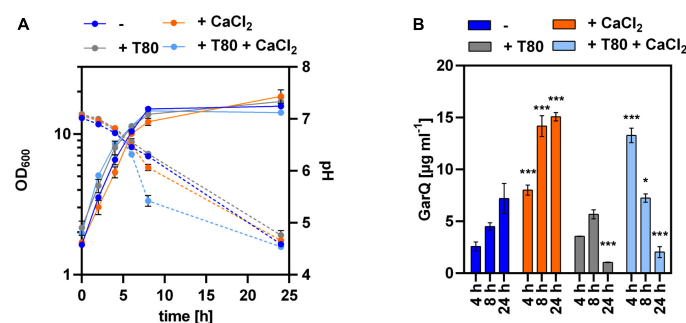 A
-
+ CaCl₂
+ T80
+ T80 + CaCl₂
OD₆₀₀
10
1
8
7
6
5
4
pH
0 5 10 15 20 25
time [h]
B
-
+ CaCl₂
+ T80
+ T80 + CaCl₂
GarQ [µg ml⁻¹]
20
15
10
5
0
*** *** ***
***
*** * ***
4 h 8 h 24 h 4 h 8 h 24 h 4 h 8 h 24 h 4 h 8 h 24 h